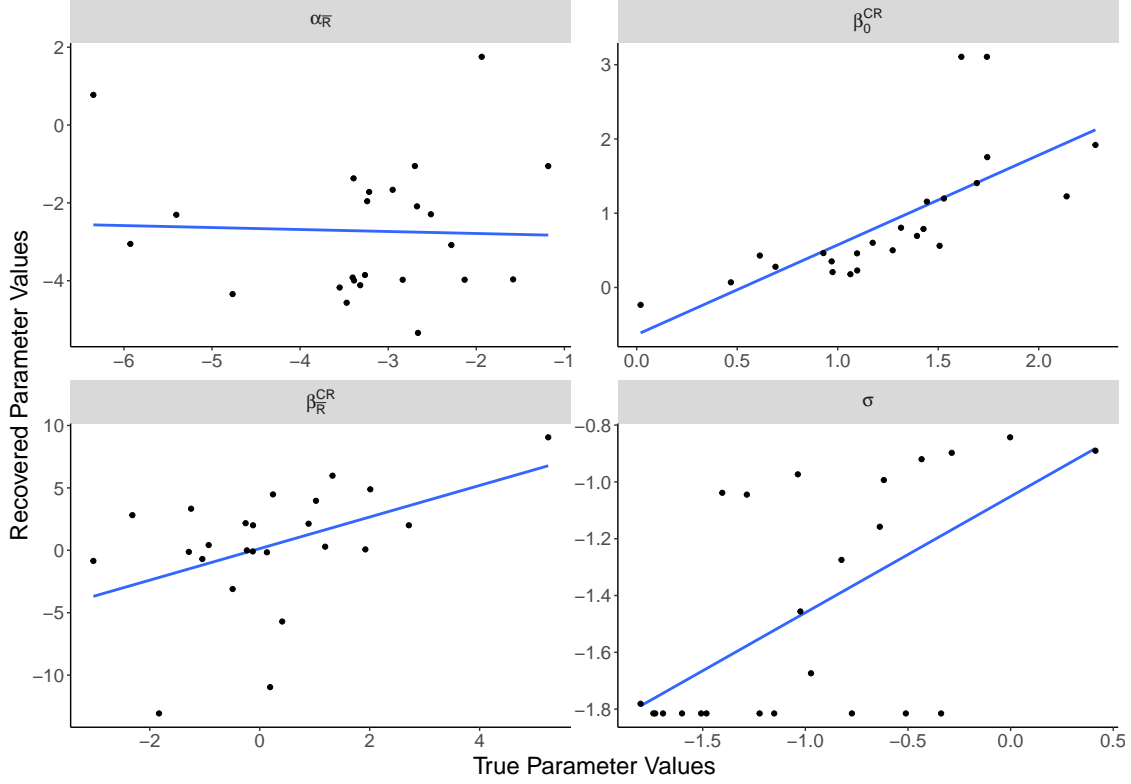 α_R̅ β₀^CR
2 3
0 2
−2 1
−4 0
−6 −5 −4 −3 −2 −1 0.0 0.5 1.0 1.5 2.0
β_R̅^CR σ
10 −0.8
5 −1.0
0 −1.2
−5 −1.4
−10 −1.6
−1.8
−2 0 2 4 −1.5 −1.0 −0.5 0.0 0.5
True Parameter Values
Recovered Parameter Values